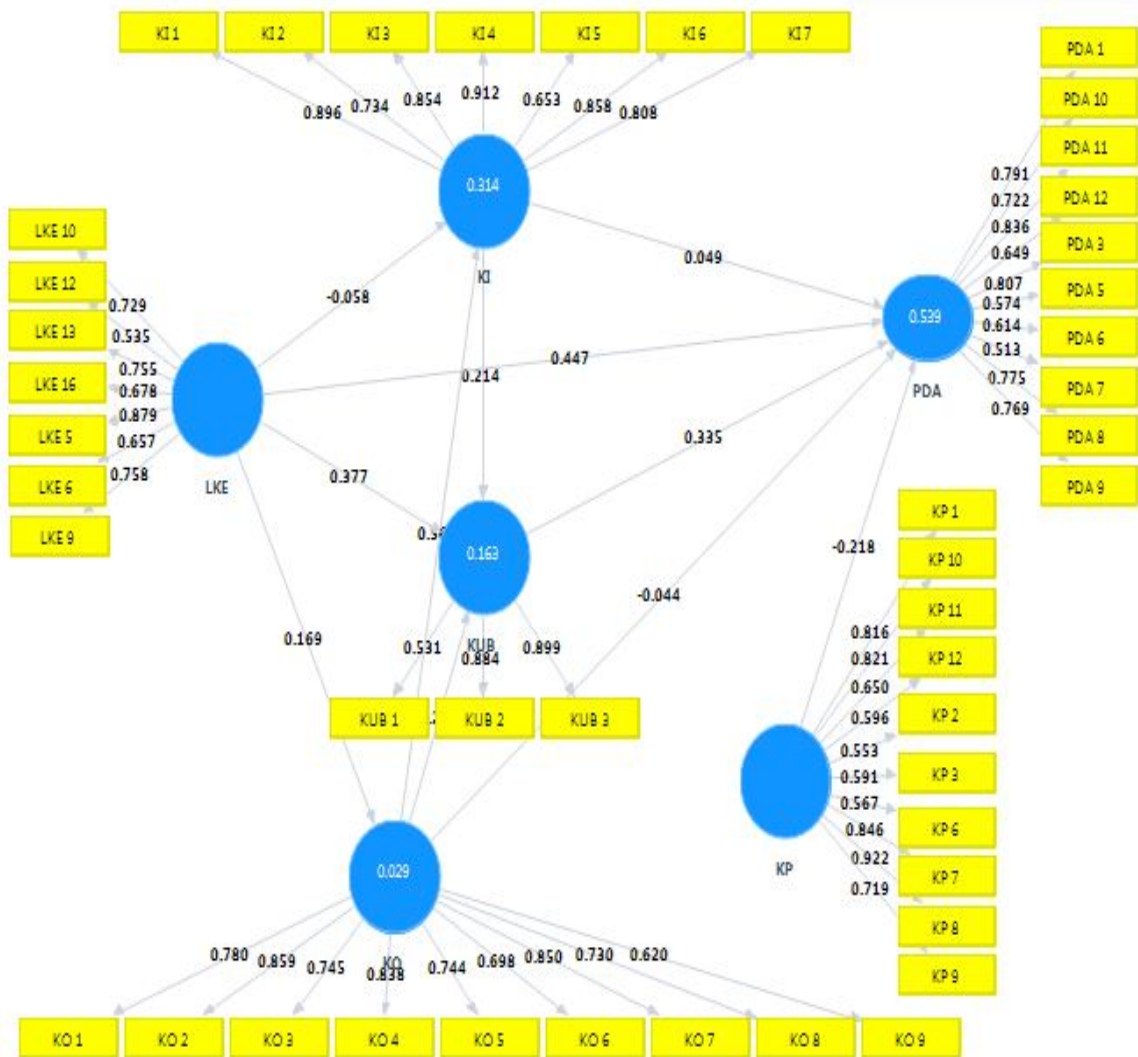 KI 1 KI 2 KI 3 KI 4 KI 5 KI 6 KI 7
0.896 0.734 0.854 0.912 0.653 0.858 0.808
0.314
KI
PDA 1
PDA 10
PDA 11
PDA 12
PDA 3
PDA 5
PDA 6
PDA 7
PDA 8
PDA 9
0.791
0.722
0.836
0.649
0.807
0.574
0.614
0.513
0.775
0.769
0.539
PDA
LKE 10
LKE 12
LKE 13
LKE 16
LKE 5
LKE 6
LKE 9
0.729
0.535
0.755
0.678
0.879
0.657
0.758
LKE
-0.058
0.049
0.447
0.214
0.377
0.335
-0.044
-0.218
0.169
0.163
KUB
0.531 0.884 0.899
KUB 1 KUB 2 KUB 3
KP 1
KP 10
KP 11
KP 12
KP 2
KP 3
KP 6
KP 7
KP 8
KP 9
0.816
0.821
0.650
0.596
0.553
0.591
0.567
0.846
0.922
0.719
KP
0.029
KO
0.780 0.859 0.745 0.838 0.744 0.698 0.850 0.730 0.620
KO 1 KO 2 KO 3 KO 4 KO 5 KO 6 KO 7 KO 8 KO 9